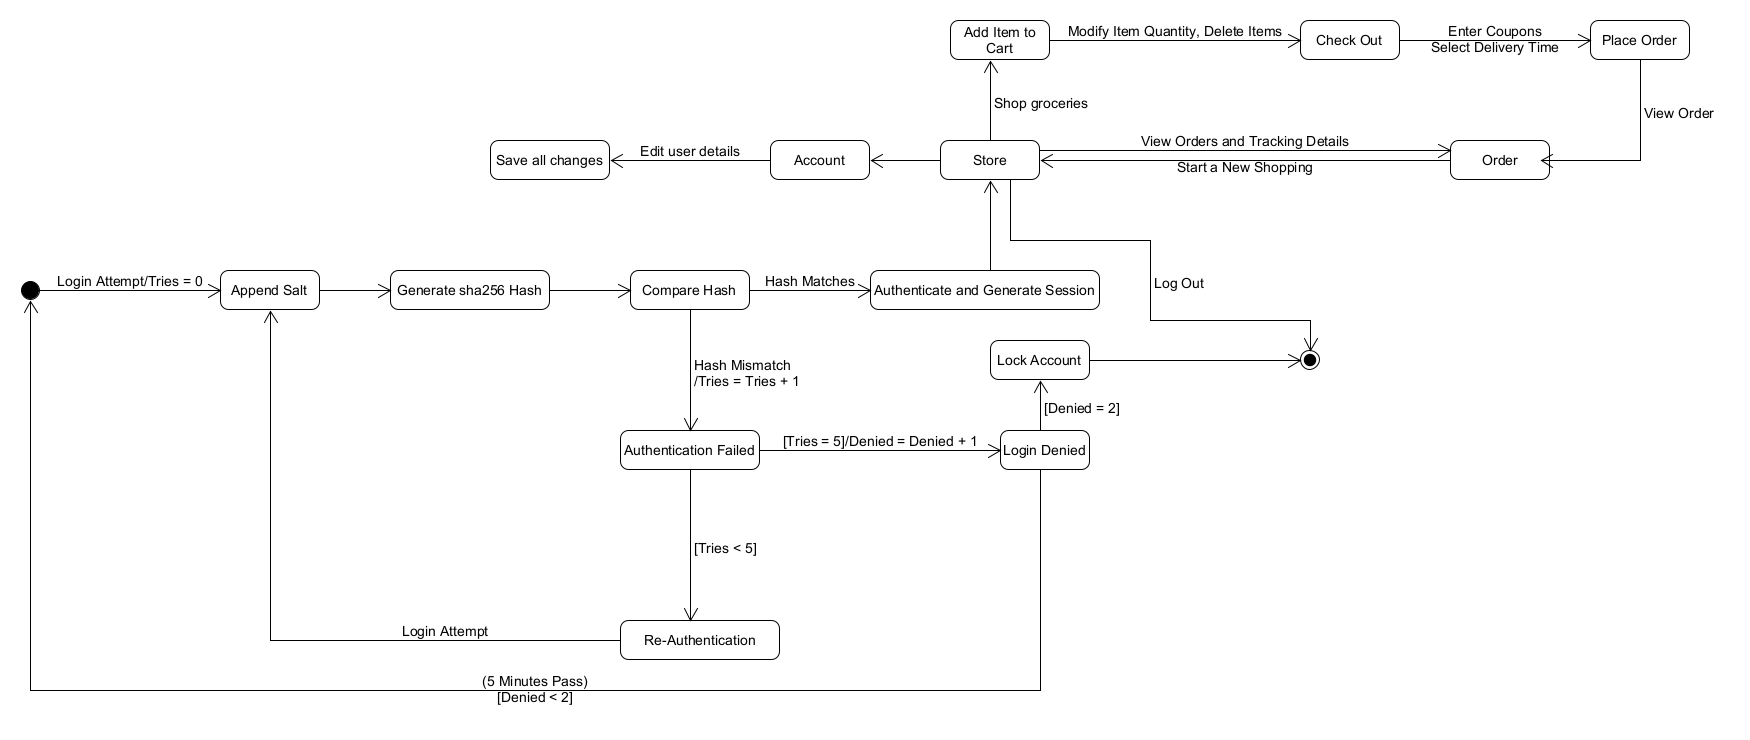 Add Item to
Cart
Modify Item Quantity, Delete Items
Check Out
Enter Coupons
Select Delivery Time
Place Order
Shop groceries
View Order
Save all changes
Edit user details
Account
Store
View Orders and Tracking Details
Start a New Shopping
Order
Login Attempt/Tries = 0
Append Salt
Generate sha256 Hash
Compare Hash
Hash Matches
Authenticate and Generate Session
Log Out
Hash Mismatch
/Tries = Tries + 1
Lock Account
[Denied = 2]
Authentication Failed
[Tries = 5]/Denied = Denied + 1
Login Denied
[Tries < 5]
Login Attempt
Re-Authentication
(5 Minutes Pass)
[Denied < 2]